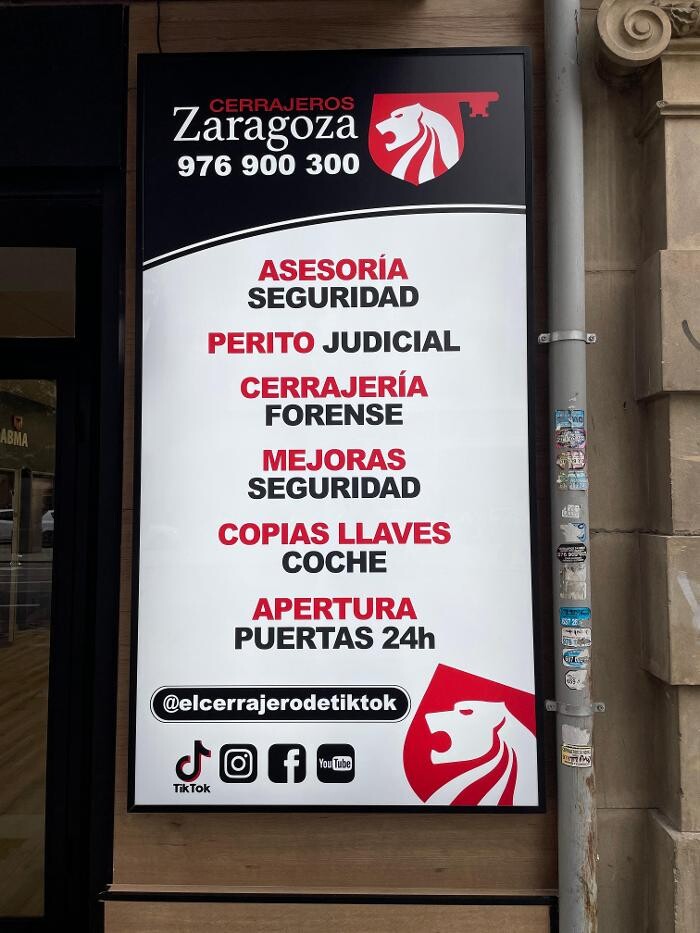 CERRAJEROS
Zaragoza
976 900 300
ASESORÍA
SEGURIDAD
PERITO JUDICIAL
CERRAJERÍA
FORENSE
MEJORAS
SEGURIDAD
COPIAS LLAVES
COCHE
APERTURA
PUERTAS 24h
@elcerrajerodetiktok
TikTok
YouTube